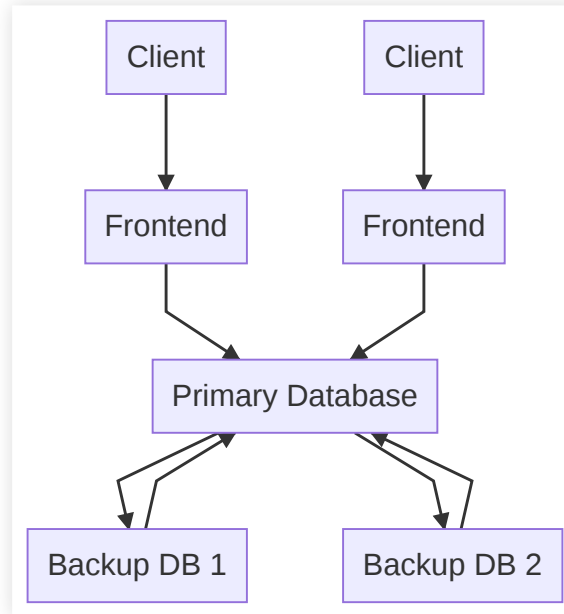 Client
Client
Frontend
Frontend
Primary Database
Backup DB 1
Backup DB 2